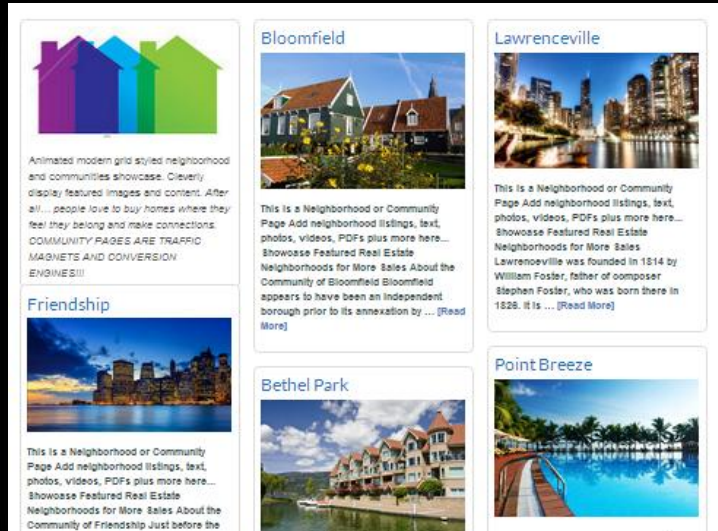 Animated modern grid styled neighborhood
and communities showcase. Cleverly
display featured images and content. After
all... people love to buy homes where they
feel they belong and make connections.
COMMUNITY PAGES ARE TRAFFIC
MAGNETS AND CONVERSION
ENGINES!!!
Friendship
This is a Neighborhood or Community
Page Add neighborhood listings, text,
photos, videos, PDFs plus more here...
Showcase Featured Real Estate
Neighborhoods for More Sales About the
Community of Friendship Just before the
Bloomfield
This is a Neighborhood or Community
Page Add neighborhood listings, text,
photos, videos, PDFs plus more here...
Showcase Featured Real Estate
Neighborhoods for More Sales About the
Community of Bloomfield Bloomfield
appears to have been an independent
borough prior to its annexation by ... [Read
More]
Bethel Park
Lawrenceville
This is a Neighborhood or Community
Page Add neighborhood listings, text,
photos, videos, PDFs plus more here...
Showcase Featured Real Estate
Neighborhoods for More Sales
Lawrenceville was founded in 1814 by
William Foster, father of composer
Stephen Foster, who was born there in
1826. It is ... [Read More]
Point Breeze